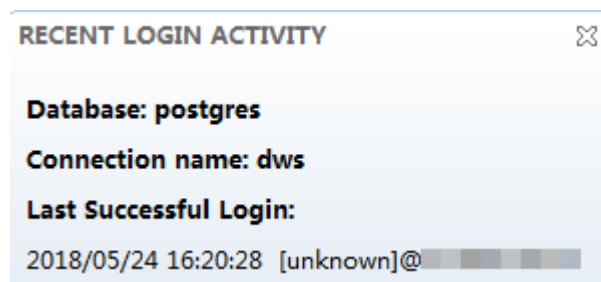 RECENT LOGIN ACTIVITY
Database: postgres
Connection name: dws
Last Successful Login:
2018/05/24 16:20:28 [unknown]@